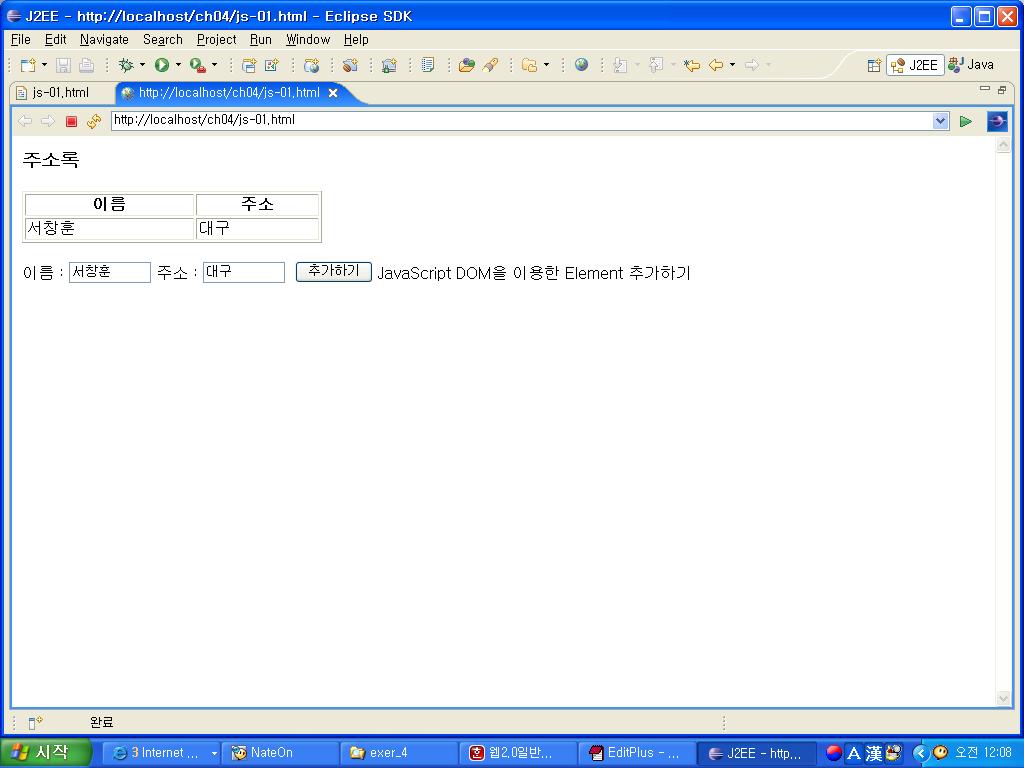 J2EE - http://localhost/ch04/js-01.html - Eclipse SDK
File Edit Navigate Search Project Run Window Help
J2EE Java
js-01.html http://localhost/ch04/js-01.html
http://localhost/ch04/js-01.html
주소록
이름 주소
서창훈 대구
이름 : 서창훈 주소 : 대구 추가하기 JavaScript DOM을 이용한 Element 추가하기
완료
시작 3 Internet ... NateOn exer_4 웹2.0일반... EditPlus - ... J2EE - http... A 漢 오전 12:08